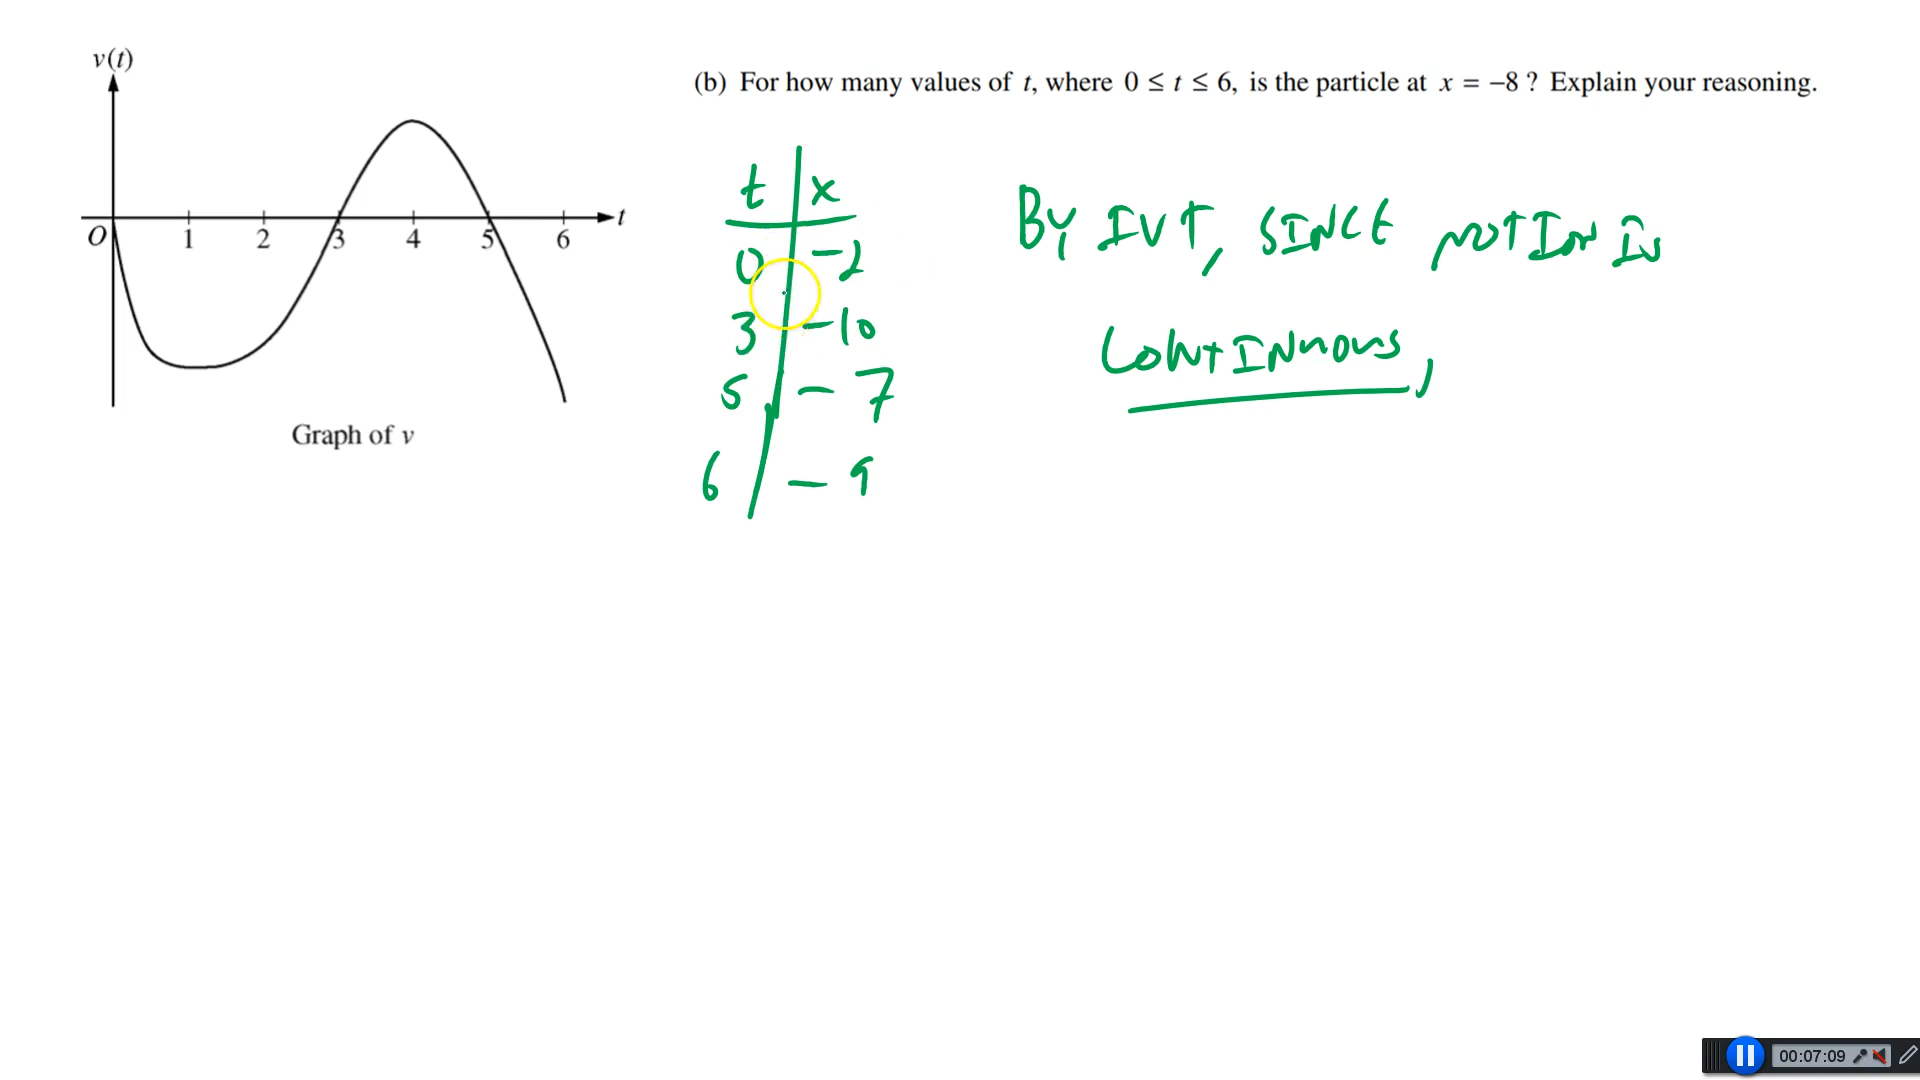 v(t)
(b) For how many values of t, where 0 ≤ t ≤ 6, is the particle at x = −8 ? Explain your reasoning.
t x
0 −2
3 −10
5 −7
6 −9
BY IVT, SINCE MOTION IS
CONTINUOUS,
O 1 2 3 4 5 6 t
Graph of v
00:07:09